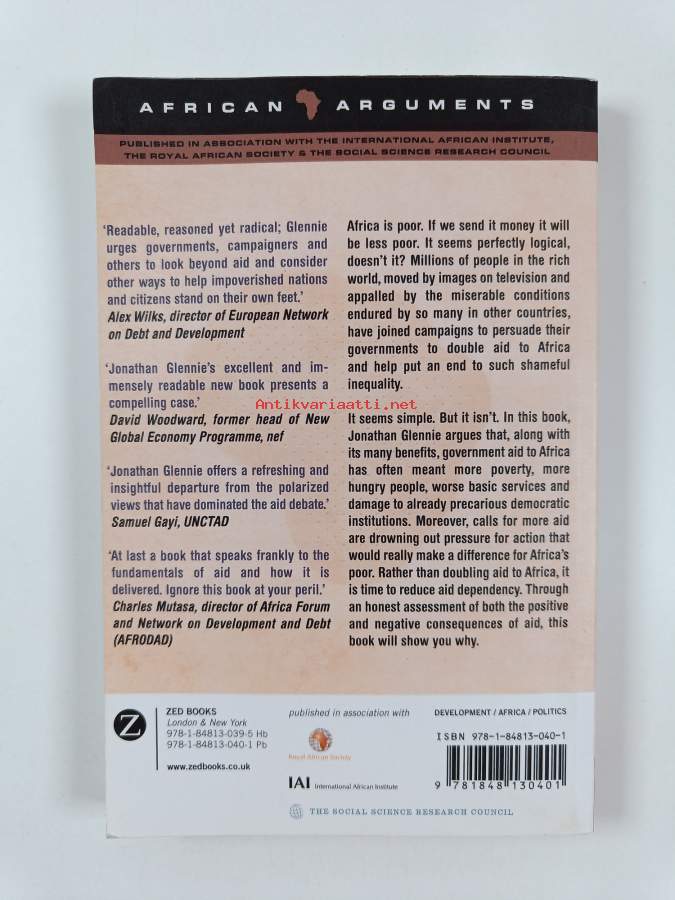 AFRICAN ARGUMENTS
PUBLISHED IN ASSOCIATION WITH THE INTERNATIONAL AFRICAN INSTITUTE,
THE ROYAL AFRICAN SOCIETY & THE SOCIAL SCIENCE RESEARCH COUNCIL
‘Readable, reasoned yet radical; Glennie
urges governments, campaigners and
others to look beyond aid and consider
other ways to help impoverished nations
and citizens stand on their own feet.’
Alex Wilks, director of European Network
on Debt and Development
‘Jonathan Glennie’s excellent and im-
mensely readable new book presents a
compelling case.’
David Woodward, former head of New
Global Economy Programme, nef
‘Jonathan Glennie offers a refreshing and
insightful departure from the polarized
views that have dominated the aid debate.’
Samuel Gayi, UNCTAD
‘At last a book that speaks frankly to the
fundamentals of aid and how it is
delivered. Ignore this book at your peril.’
Charles Mutasa, director of Africa Forum
and Network on Development and Debt
(AFRODAD)
Africa is poor. If we send it money it will
be less poor. It seems perfectly logical,
doesn’t it? Millions of people in the rich
world, moved by images on television and
appalled by the miserable conditions
endured by so many in other countries,
have joined campaigns to persuade their
governments to double aid to Africa
and help put an end to such shameful
inequality.
Antikvariaatti.net
It seems simple. But it isn’t. In this book,
Jonathan Glennie argues that, along with
its many benefits, government aid to Africa
has often meant more poverty, more
hungry people, worse basic services and
damage to already precarious democratic
institutions. Moreover, calls for more aid
are drowning out pressure for action that
would really make a difference for Africa’s
poor. Rather than doubling aid to Africa, it
is time to reduce aid dependency. Through
an honest assessment of both the positive
and negative consequences of aid, this
book will show you why.
Z
ZED BOOKS
London & New York
978-1-84813-039-5 Hb
978-1-84813-040-1 Pb
www.zedbooks.co.uk
published in association with
Royal African Society
IAI International African Institute
THE SOCIAL SCIENCE RESEARCH COUNCIL
DEVELOPMENT / AFRICA / POLITICS
ISBN 978-1-84813-040-1
9 781848 130401